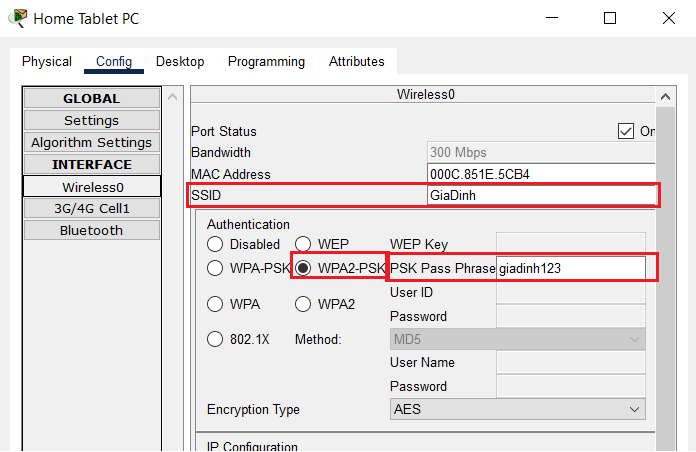 Home Tablet PC
Physical Config Desktop Programming Attributes
GLOBAL
Settings
Algorithm Settings
INTERFACE
Wireless0
3G/4G Cell1
Bluetooth
Wireless0
Port Status On
Bandwidth 300 Mbps
MAC Address 000C.851E.5CB4
SSID GiaDinh
Authentication
Disabled WEP WEP Key
WPA-PSK WPA2-PSK PSK Pass Phrase giadinh123
User ID
WPA WPA2
Password
802.1X Method: MD5
User Name
Password
Encryption Type AES
IP Configuration